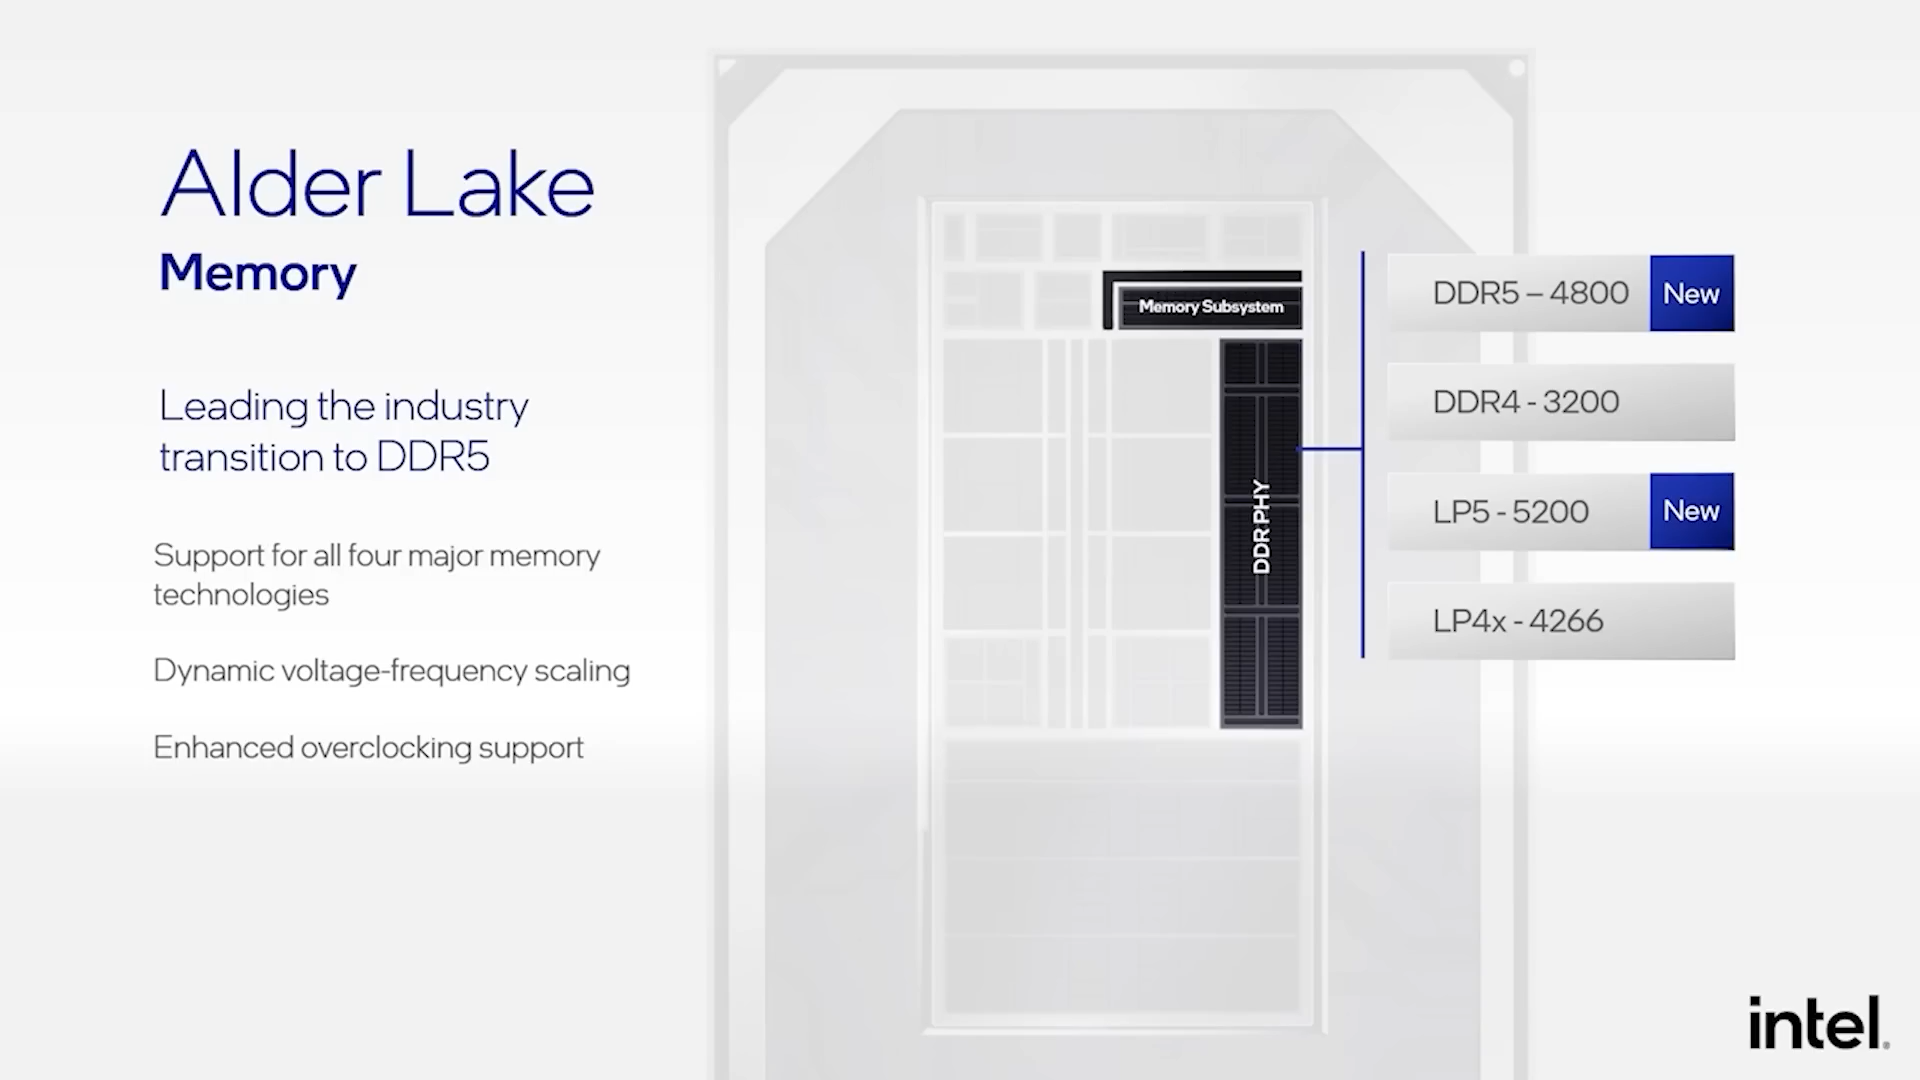 Alder Lake
Memory
Leading the industry
transition to DDR5
Support for all four major memory
technologies
Dynamic voltage-frequency scaling
Enhanced overclocking support
Memory Subsystem
DDR PHY
DDR5 – 4800 New
DDR4 - 3200
LP5 - 5200 New
LP4x - 4266
intel.